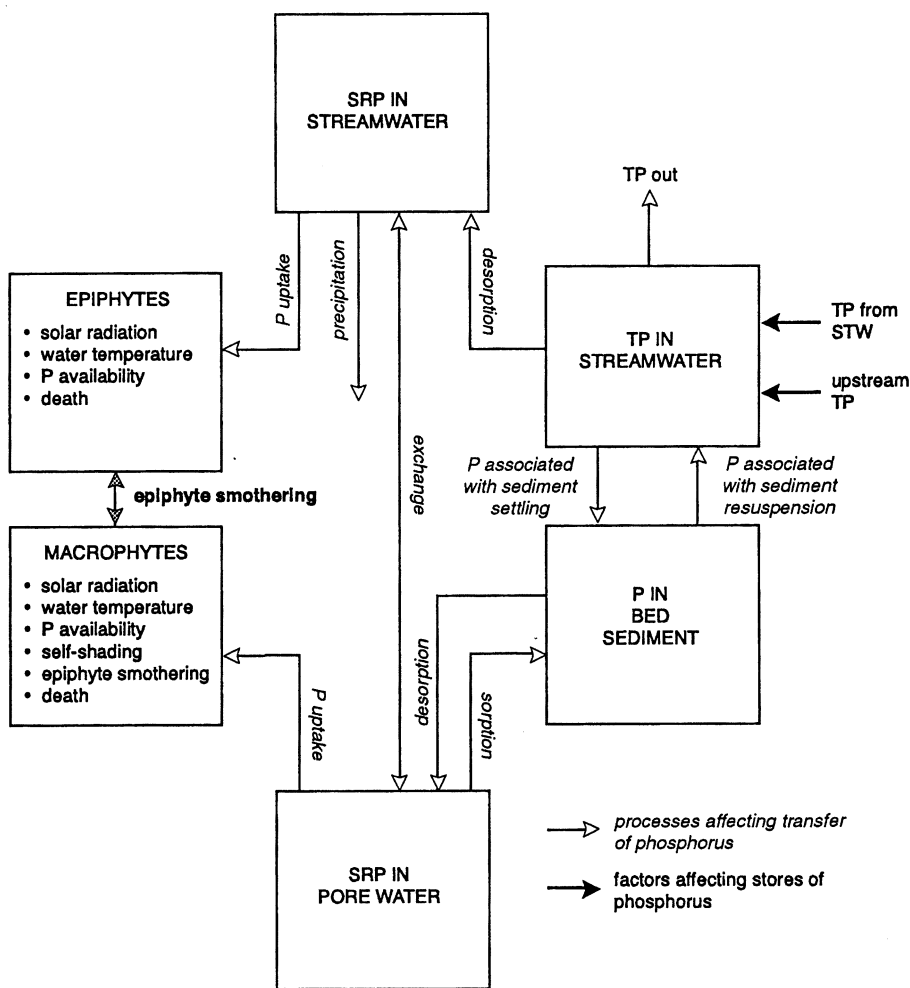 SRP IN
STREAMWATER
TP out
P uptake
precipitation
desorption
EPIPHYTES
• solar radiation
• water temperature
• P availability
• death
TP IN
STREAMWATER
TP from
STW
upstream
TP
exchange
P associated
with sediment
settling
P associated
with sediment
resuspension
epiphyte smothering
MACROPHYTES
• solar radiation
• water temperature
• P availability
• self-shading
• epiphyte smothering
• death
P IN
BED
SEDIMENT
P uptake
desorption
sorption
SRP IN
PORE WATER
processes affecting transfer
of phosphorus
factors affecting stores of
phosphorus